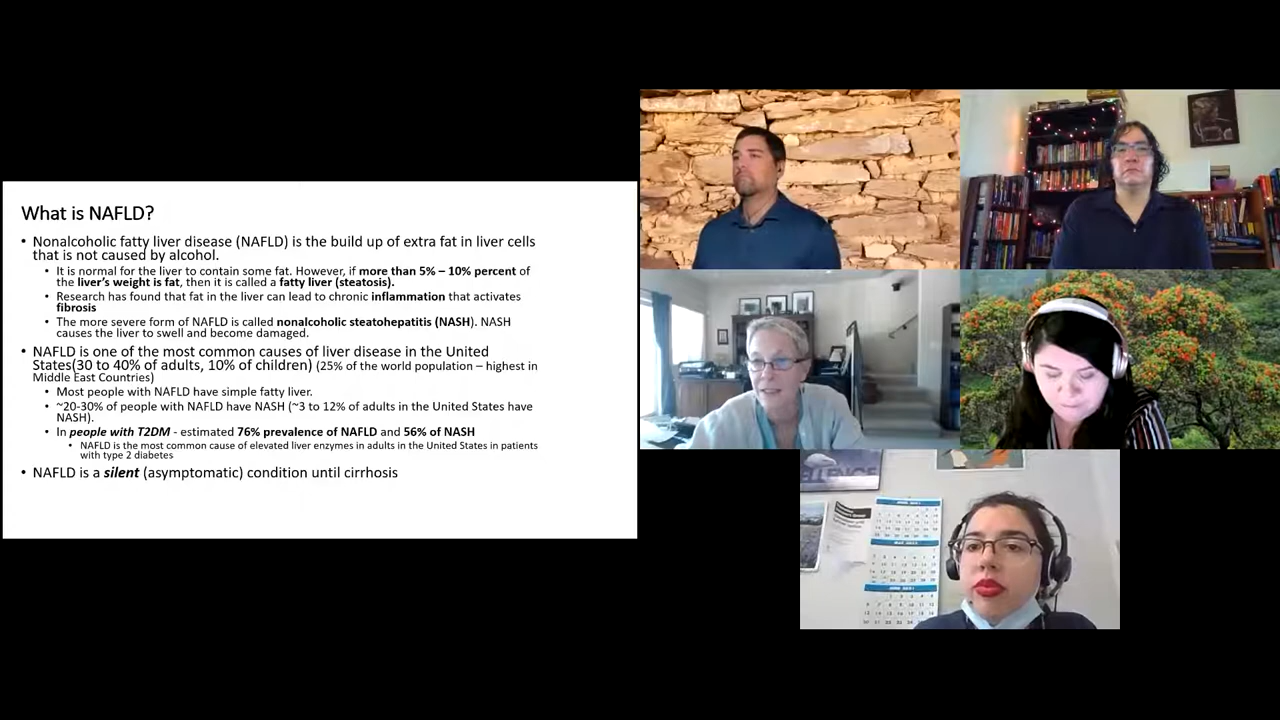 What is NAFLD?
• Nonalcoholic fatty liver disease (NAFLD) is the build up of extra fat in liver cells
that is not caused by alcohol.
• It is normal for the liver to contain some fat. However, if more than 5% – 10% percent of
the liver's weight is fat, then it is called a fatty liver (steatosis).
• Research has found that fat in the liver can lead to chronic inflammation that activates
fibrosis
• The more severe form of NAFLD is called nonalcoholic steatohepatitis (NASH). NASH
causes the liver to swell and become damaged.
• NAFLD is one of the most common causes of liver disease in the United
States(30 to 40% of adults, 10% of children) (25% of the world population – highest in
Middle East Countries)
• Most people with NAFLD have simple fatty liver.
• ~20-30% of people with NAFLD have NASH (~3 to 12% of adults in the United States have
NASH).
• In people with T2DM - estimated 76% prevalence of NAFLD and 56% of NASH
• NAFLD is the most common cause of elevated liver enzymes in adults in the United States in patients
with type 2 diabetes
• NAFLD is a silent (asymptomatic) condition until cirrhosis
LLENCE